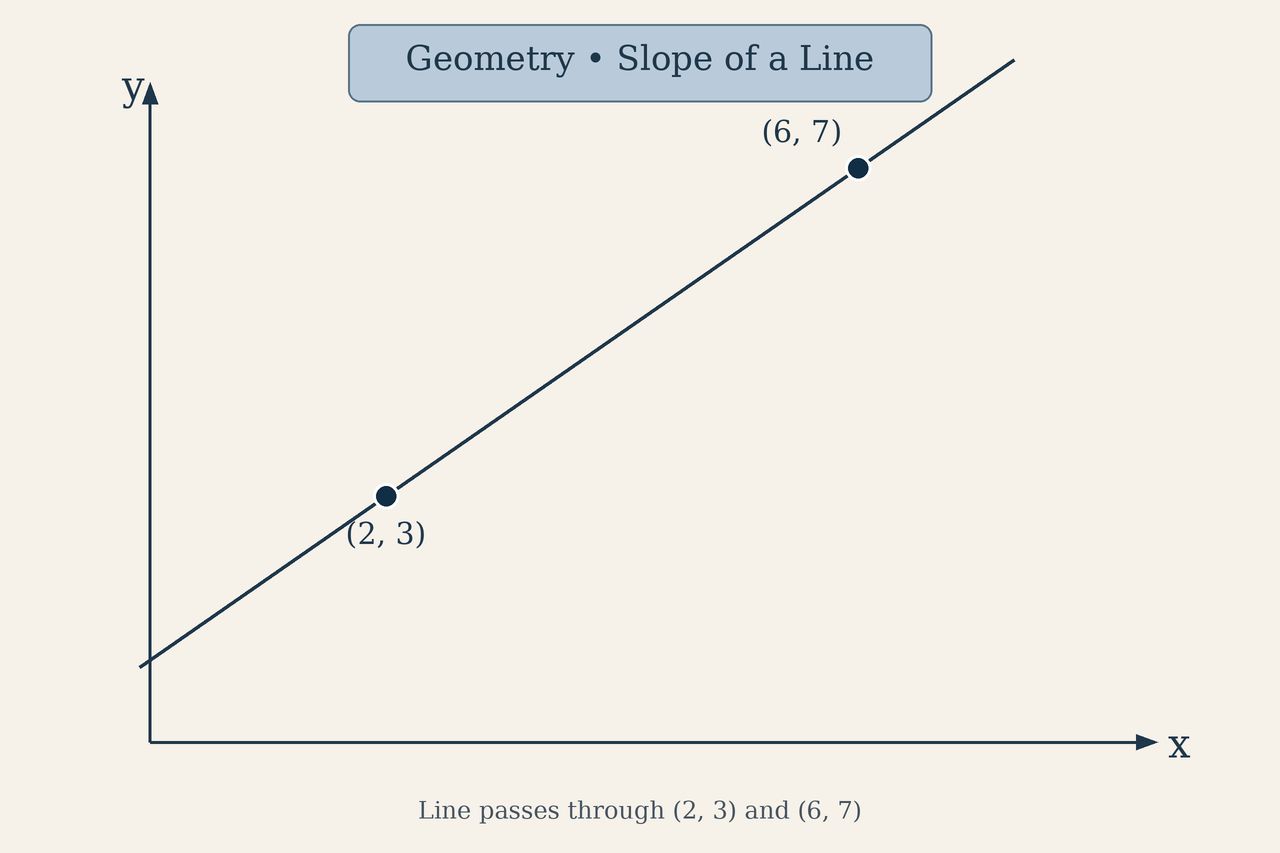 Geometry • Slope of a Line
y
(6, 7)
(2, 3)
x
Line passes through (2, 3) and (6, 7)